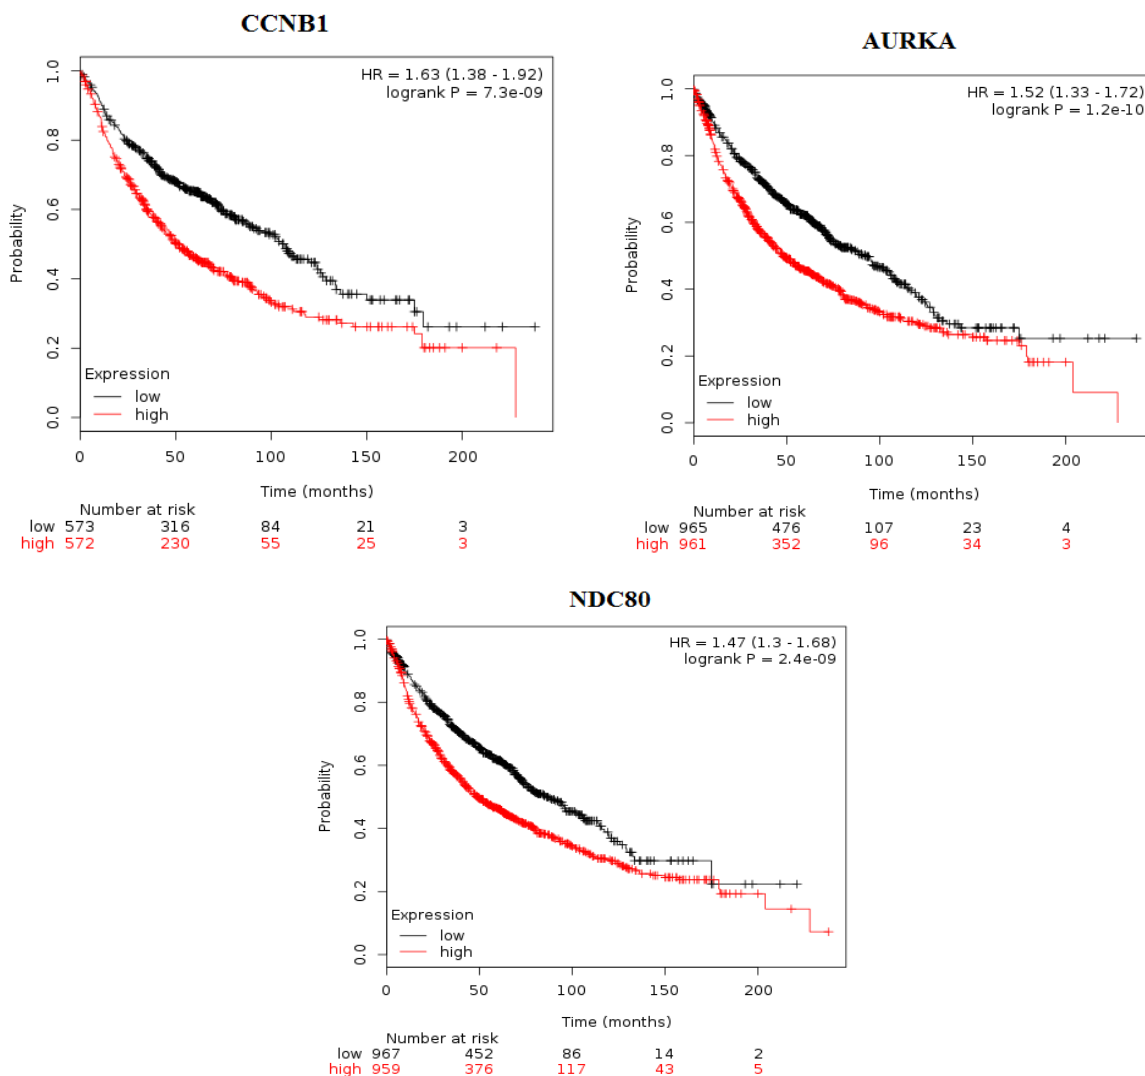 CCNB1
HR = 1.63 (1.38 - 1.92)
logrank P = 7.3e-09
Probability
1.0
0.8
0.6
0.4
0.2
0.0
Expression
low
high
0 50 100 150 200
Time (months)
Number at risk
low 573 316 84 21 3
high 572 230 55 25 3
AURKA
HR = 1.52 (1.33 - 1.72)
logrank P = 1.2e-10
Probability
1.0
0.8
0.6
0.4
0.2
0.0
Expression
low
high
0 50 100 150 200
Time (months)
Number at risk
low 965 476 107 23 4
high 961 352 96 34 3
NDC80
HR = 1.47 (1.3 - 1.68)
logrank P = 2.4e-09
Probability
1.0
0.8
0.6
0.4
0.2
0.0
Expression
low
high
0 50 100 150 200
Time (months)
Number at risk
low 967 452 86 14 2
high 959 376 117 43 5